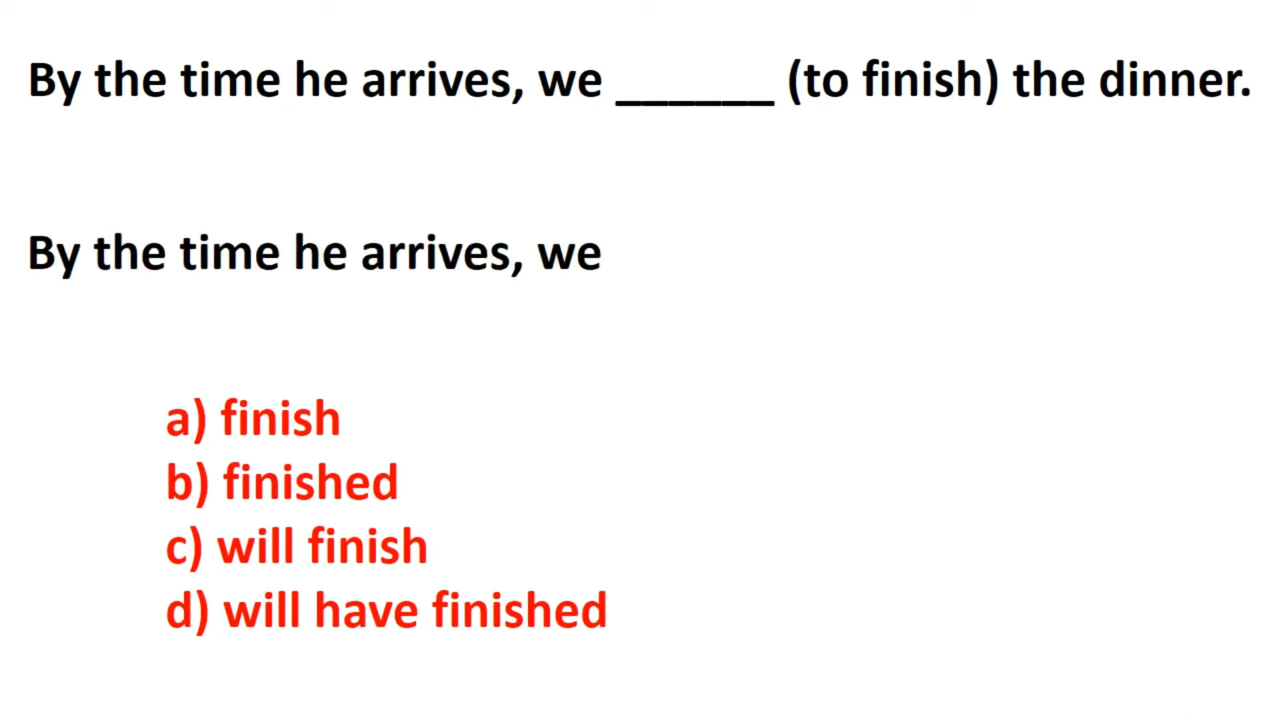 By the time he arrives, we ______ (to finish) the dinner.
By the time he arrives, we
a) finish
b) finished
c) will finish
d) will have finished